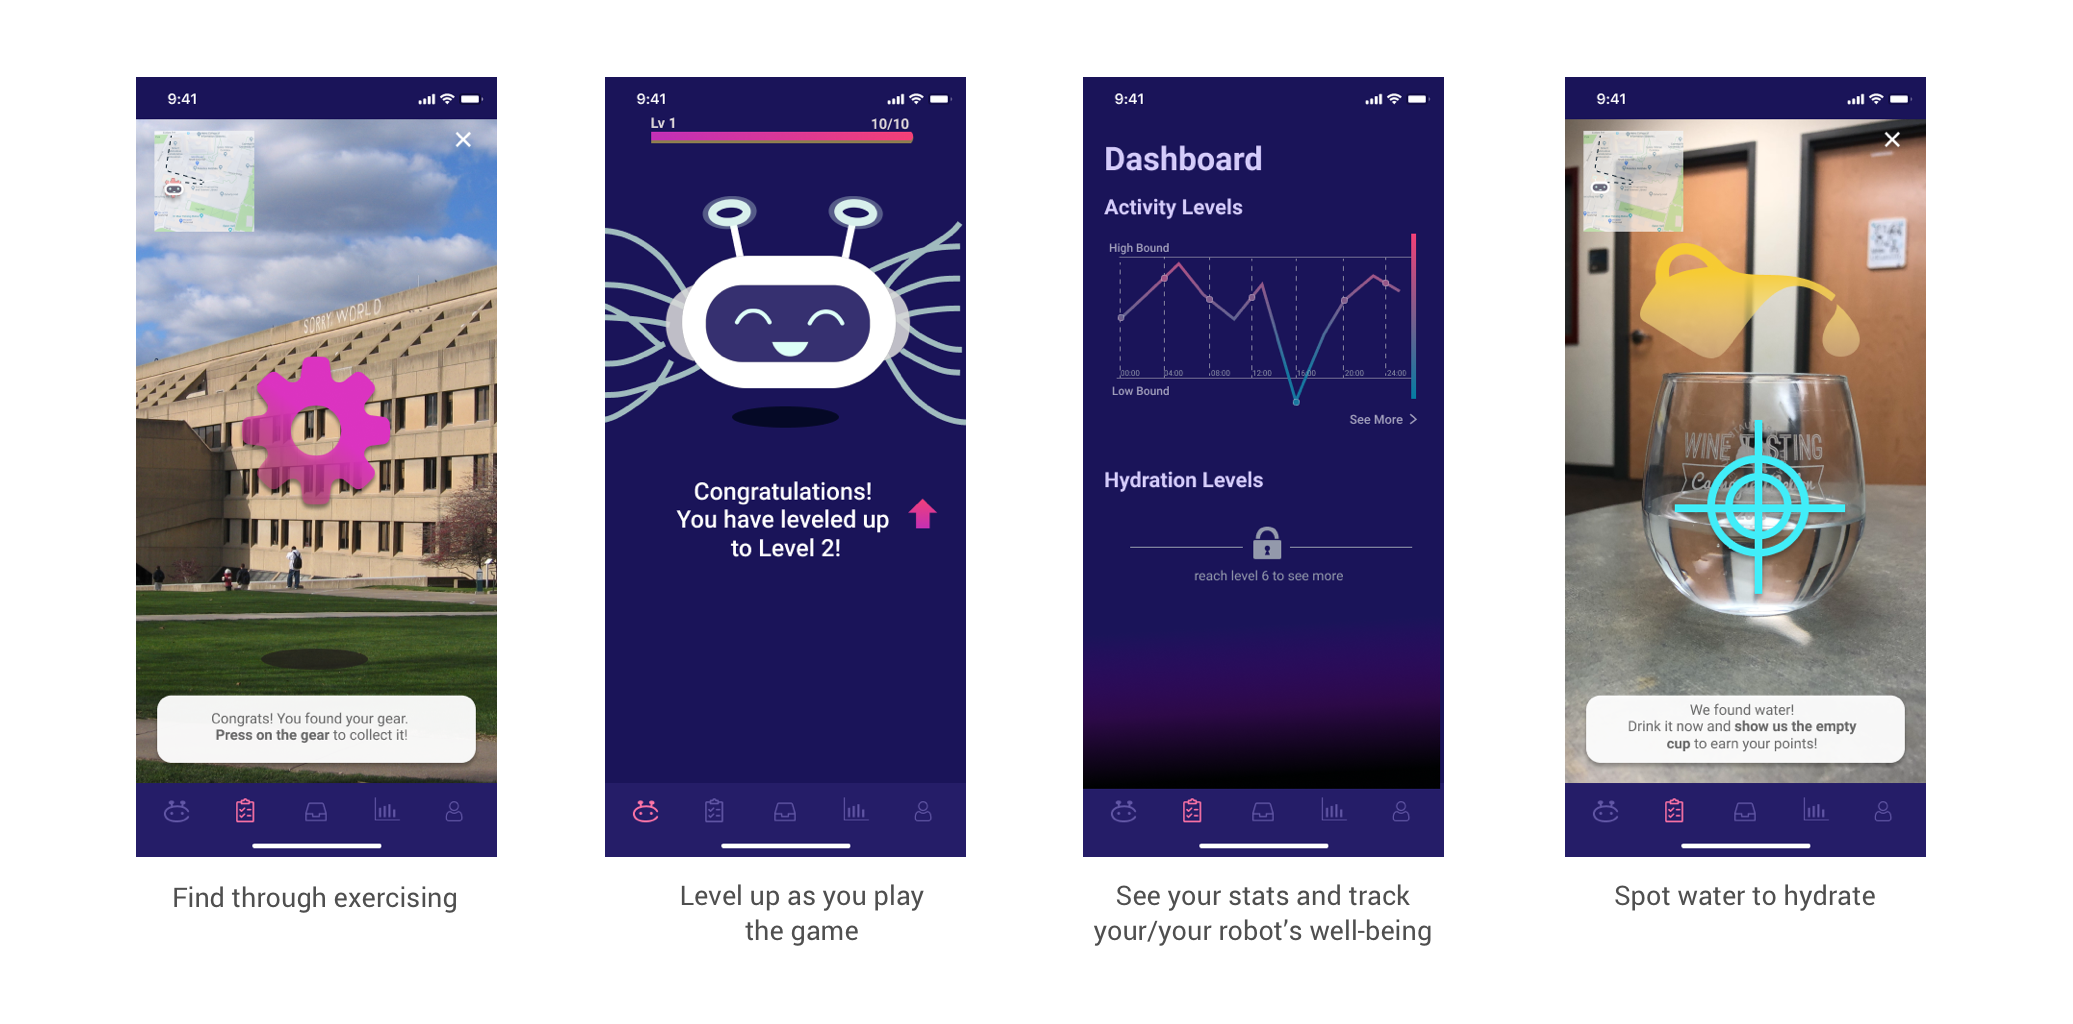 9:41
SORRY WORLD
Congrats! You found your gear.
Press on the gear to collect it!
Find through exercising
9:41
Lv 1 10/10
Congratulations!
You have leveled up
to Level 2!
Level up as you play
the game
9:41
Dashboard
Activity Levels
High Bound
00:00 04:00 08:00 12:00 16:00 20:00 24:00
Low Bound
See More
Hydration Levels
reach level 6 to see more
See your stats and track
your/your robot's well-being
9:41
WINE TASTING
We found water!
Drink it now and show us the empty
cup to earn your points!
Spot water to hydrate